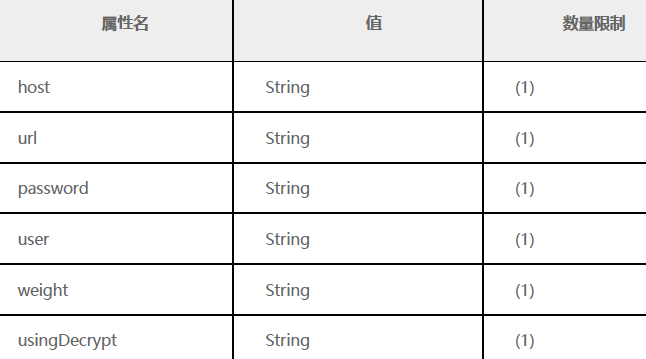 属性名 值 数量限制
host String (1)
url String (1)
password String (1)
user String (1)
weight String (1)
usingDecrypt String (1)